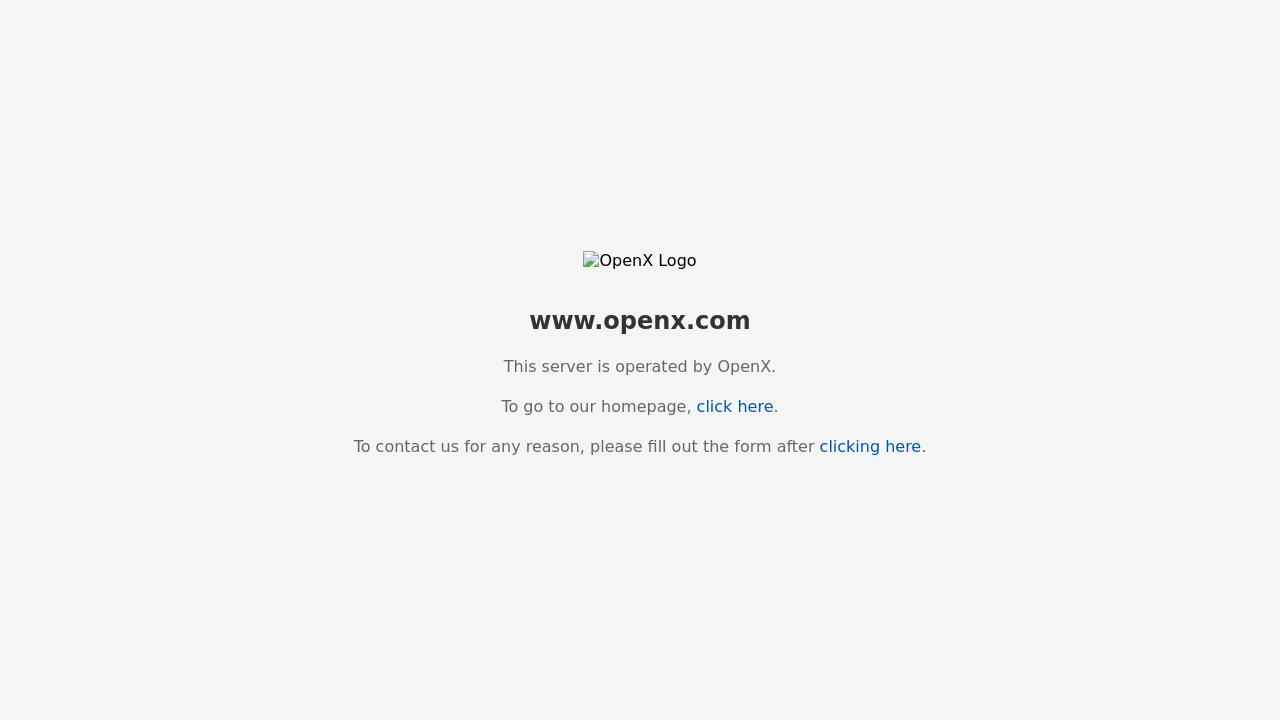 OpenX Logo
www.openx.com
This server is operated by OpenX.
To go to our homepage, click here.
To contact us for any reason, please fill out the form after clicking here.